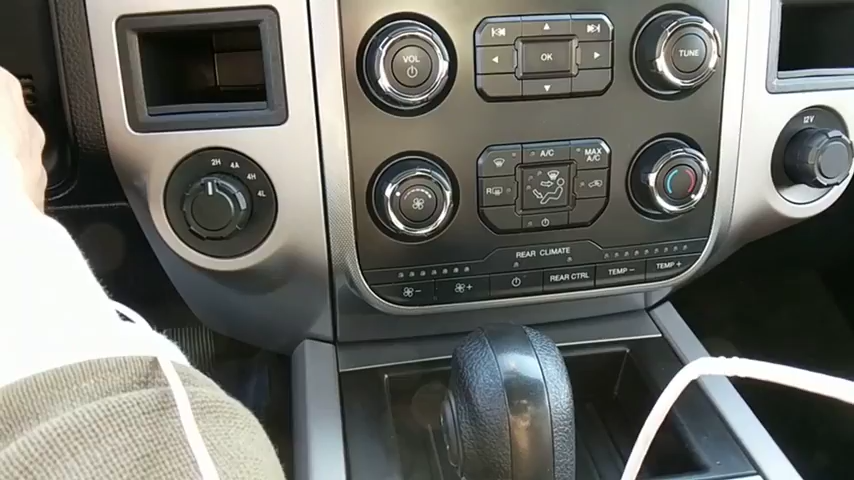 VOL
OK
TUNE
12V
2H
4A
4H
4L
A/C
MAX
A/C
R
REAR CLIMATE
REAR CTRL
TEMP -
TEMP +